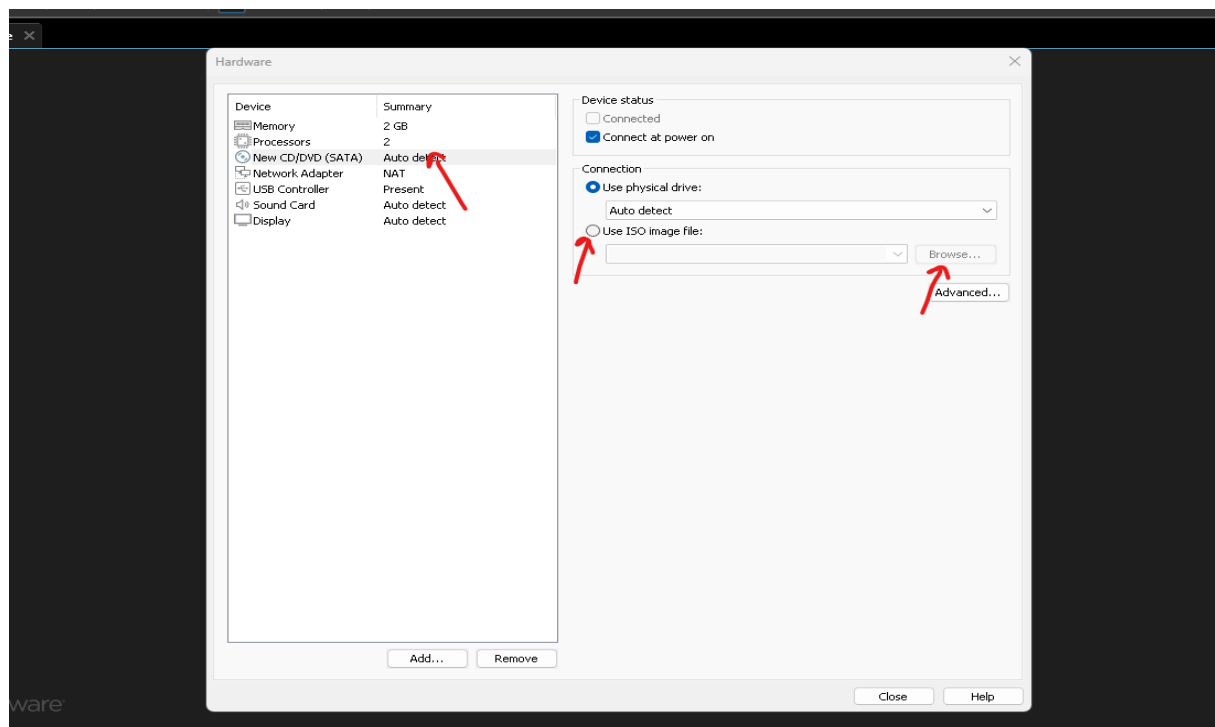 Hardware
Device Summary
Memory 2 GB
Processors 2
New CD/DVD (SATA) Auto detect
Network Adapter NAT
USB Controller Present
Sound Card Auto detect
Display Auto detect
Add... Remove
Device status
Connected
Connect at power on
Connection
Use physical drive:
Auto detect
Use ISO image file:
Browse...
Advanced...
Close Help
ware